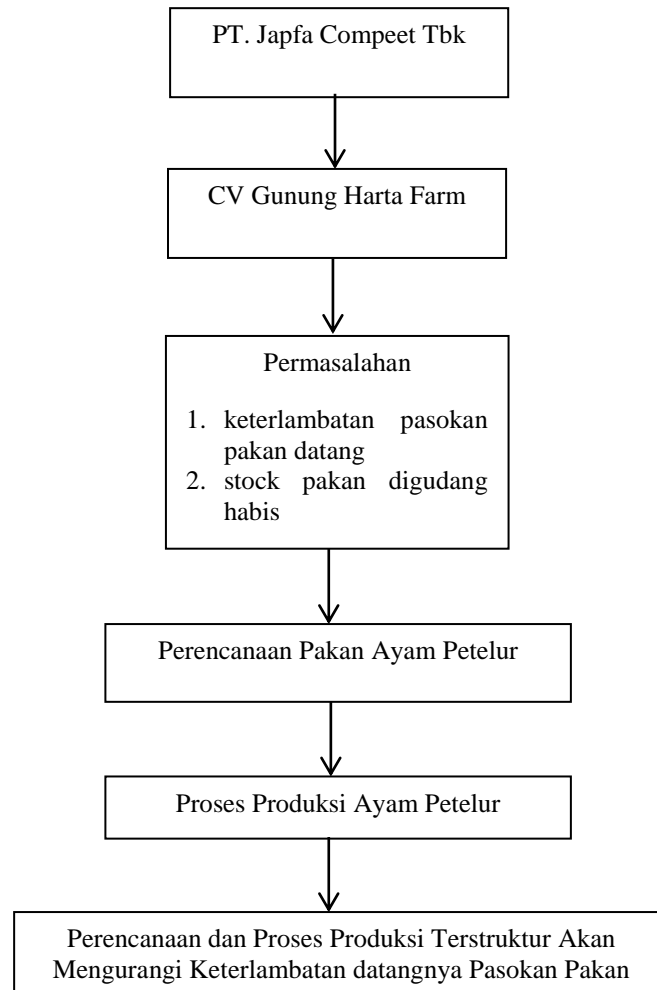 PT. Japfa Compeet Tbk
CV Gunung Harta Farm
Permasalahan
1. keterlambatan pasokan
pakan datang
2. stock pakan digudang
habis
Perencanaan Pakan Ayam Petelur
Proses Produksi Ayam Petelur
Perencanaan dan Proses Produksi Terstruktur Akan
Mengurangi Keterlambatan datangnya Pasokan Pakan